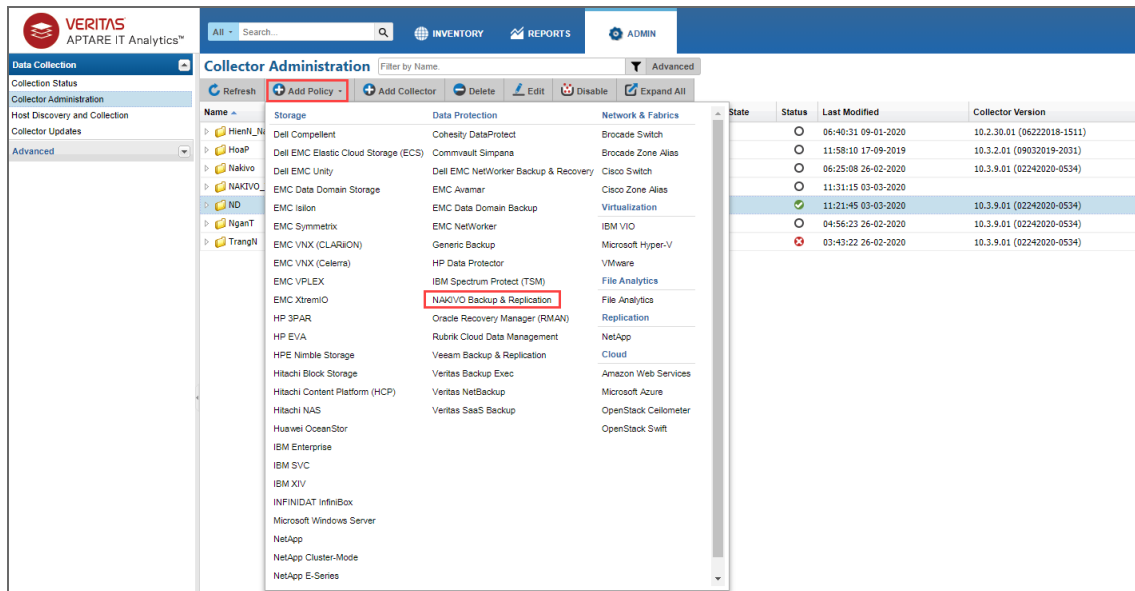 VERITAS
APTARE IT Analytics™
All Search...
INVENTORY
REPORTS
ADMIN
Data Collection
Collection Status
Collector Administration
Host Discovery and Collection
Collector Updates
Advanced
Collector Administration Filter by Name. Advanced
Refresh Add Policy Add Collector Delete Edit Disable Expand All
Name State Status Last Modified Collector Version
HienN_Na 06:40:31 09-01-2020 10.2.30.01 (06222018-1511)
HoaP 11:58:10 17-09-2019 10.3.2.01 (09032019-2031)
Nakivo 06:25:08 26-02-2020 10.3.9.01 (02242020-0534)
NAKIVO_ 11:31:15 03-03-2020
ND 11:21:45 03-03-2020 10.3.9.01 (02242020-0534)
NganT 04:56:23 26-02-2020 10.3.9.01 (02242020-0534)
TrangN 03:43:22 26-02-2020 10.3.9.01 (02242020-0534)
Storage
Dell Compellent
Dell EMC Elastic Cloud Storage (ECS)
Dell EMC Unity
EMC Data Domain Storage
EMC Isilon
EMC Symmetrix
EMC VNX (CLARiiON)
EMC VNX (Celerra)
EMC VPLEX
EMC XtremIO
HP 3PAR
HP EVA
HPE Nimble Storage
Hitachi Block Storage
Hitachi Content Platform (HCP)
Hitachi NAS
Huawei OceanStor
IBM Enterprise
IBM SVC
IBM XIV
INFINIDAT InfiniBox
Microsoft Windows Server
NetApp
NetApp Cluster-Mode
NetApp E-Series
Data Protection
Cohesity DataProtect
Commvault Simpana
Dell EMC NetWorker Backup & Recovery
EMC Avamar
EMC Data Domain Backup
EMC NetWorker
Generic Backup
HP Data Protector
IBM Spectrum Protect (TSM)
NAKIVO Backup & Replication
Oracle Recovery Manager (RMAN)
Rubrik Cloud Data Management
Veeam Backup & Replication
Veritas Backup Exec
Veritas NetBackup
Veritas SaaS Backup
Network & Fabrics
Brocade Switch
Brocade Zone Alias
Cisco Switch
Cisco Zone Alias
Virtualization
IBM VIO
Microsoft Hyper-V
VMware
File Analytics
File Analytics
Replication
NetApp
Cloud
Amazon Web Services
Microsoft Azure
OpenStack Ceilometer
OpenStack Swift